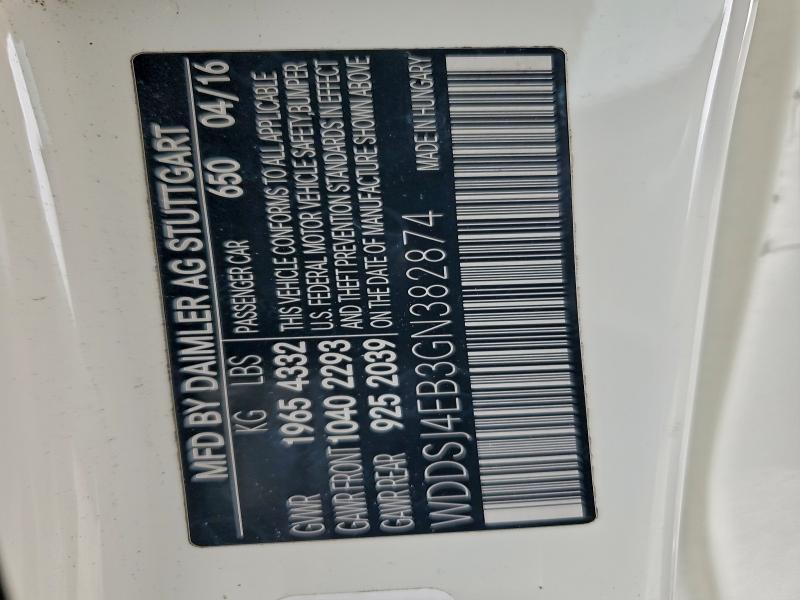 MFD BY DAIMLER AG STUTTGART
KG LBS PASSENGER CAR 650 04/16
GVWR 1965 4332 THIS VEHICLE CONFORMS TO ALL APPLICABLE
U.S. FEDERAL MOTOR VEHICLE SAFETY, BUMPER
GAWR FRONT 1040 2293 AND THEFT PREVENTION STANDARDS IN EFFECT
GAWR REAR 925 2039 ON THE DATE OF MANUFACTURE SHOWN ABOVE
WDDSJ4EB3GN382874 MADE IN HUNGARY